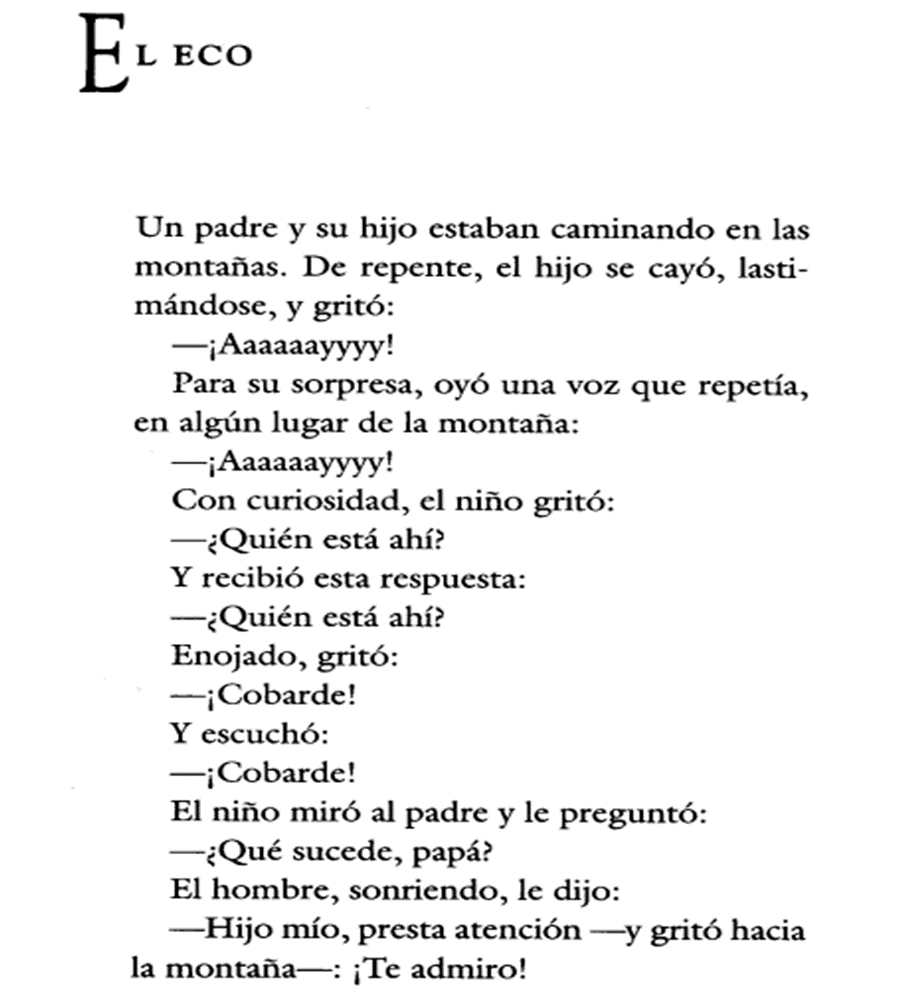 El eco
Un padre y su hijo estaban caminando en las
montañas. De repente, el hijo se cayó, lasti-
mándose, y gritó:
—¡Aaaaaayyyy!
Para su sorpresa, oyó una voz que repetía,
en algún lugar de la montaña:
—¡Aaaaaayyyy!
Con curiosidad, el niño gritó:
—¿Quién está ahí?
Y recibió esta respuesta:
—¿Quién está ahí?
Enojado, gritó:
—¡Cobarde!
Y escuchó:
—¡Cobarde!
El niño miró al padre y le preguntó:
—¿Qué sucede, papá?
El hombre, sonriendo, le dijo:
—Hijo mío, presta atención —y gritó hacia
la montaña—: ¡Te admiro!